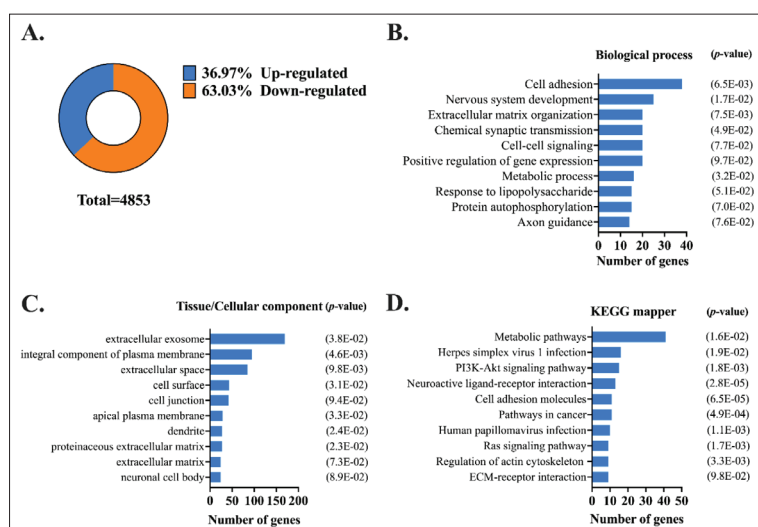 A.
36.97% Up-regulated
63.03% Down-regulated
Total=4853
B.
Biological process (p-value)
Cell adhesion (6.5E-03)
Nervous system development (1.7E-02)
Extracellular matrix organization (7.5E-03)
Chemical synaptic transmission (4.9E-02)
Cell-cell signaling (7.7E-02)
Positive regulation of gene expression (9.7E-02)
Metabolic process (3.2E-02)
Response to lipopolysaccharide (5.1E-02)
Protein autophosphorylation (7.0E-02)
Axon guidance (7.6E-02)
0 10 20 30 40
Number of genes
C.
Tissue/Cellular component (p-value)
extracellular exosome (3.8E-02)
integral component of plasma membrane (4.6E-03)
extracellular space (9.8E-03)
cell surface (3.1E-02)
cell junction (9.4E-02)
apical plasma membrane (3.3E-02)
dendrite (2.4E-02)
proteinaceous extracellular matrix (2.3E-02)
extracellular matrix (7.3E-02)
neuronal cell body (8.9E-02)
0 50 100 150 200
Number of genes
D.
KEGG mapper (p-value)
Metabolic pathways (1.6E-02)
Herpes simplex virus 1 infection (1.9E-02)
PI3K-Akt signaling pathway (1.8E-03)
Neuroactive ligand-receptor interaction (2.8E-05)
Cell adhesion molecules (6.5E-05)
Pathways in cancer (4.9E-04)
Human papillomavirus infection (1.1E-03)
Ras signaling pathway (1.7E-03)
Regulation of actin cytoskeleton (3.3E-03)
ECM-receptor interaction (9.8E-02)
0 10 20 30 40 50
Number of genes